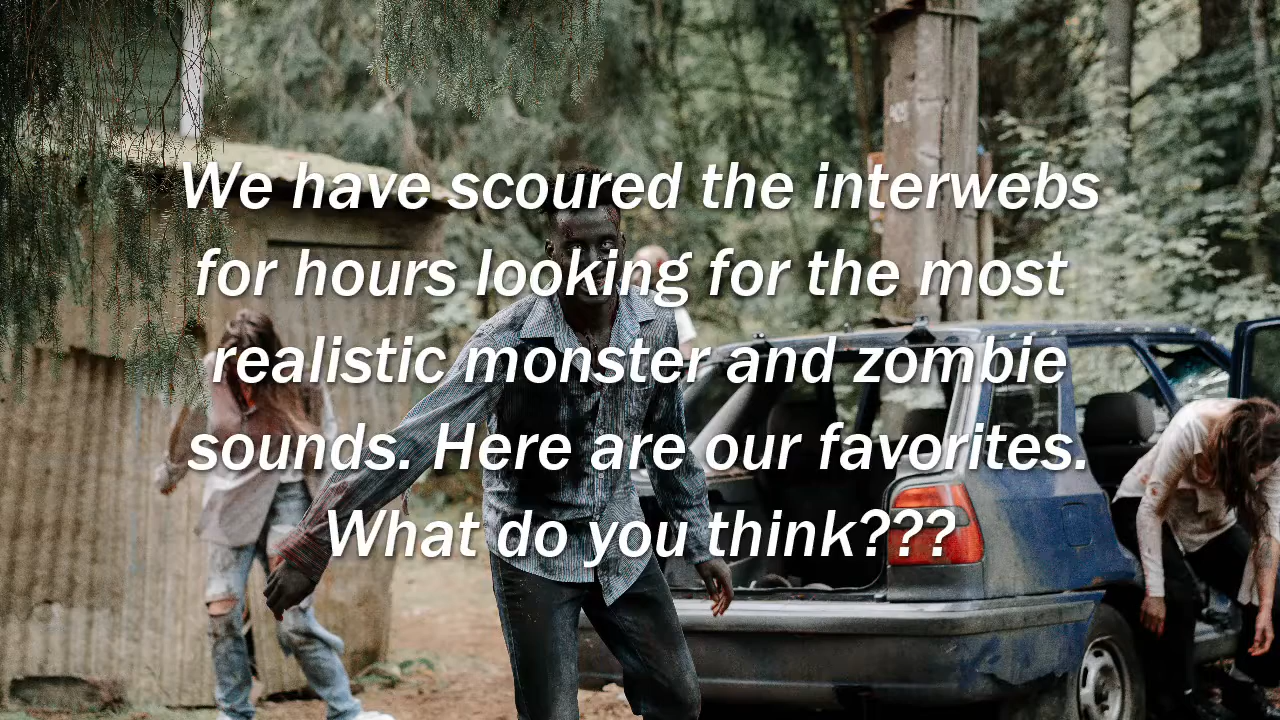 We have scoured the interwebs
for hours looking for the most
realistic monster and zombie
sounds. Here are our favorites.
What do you think???